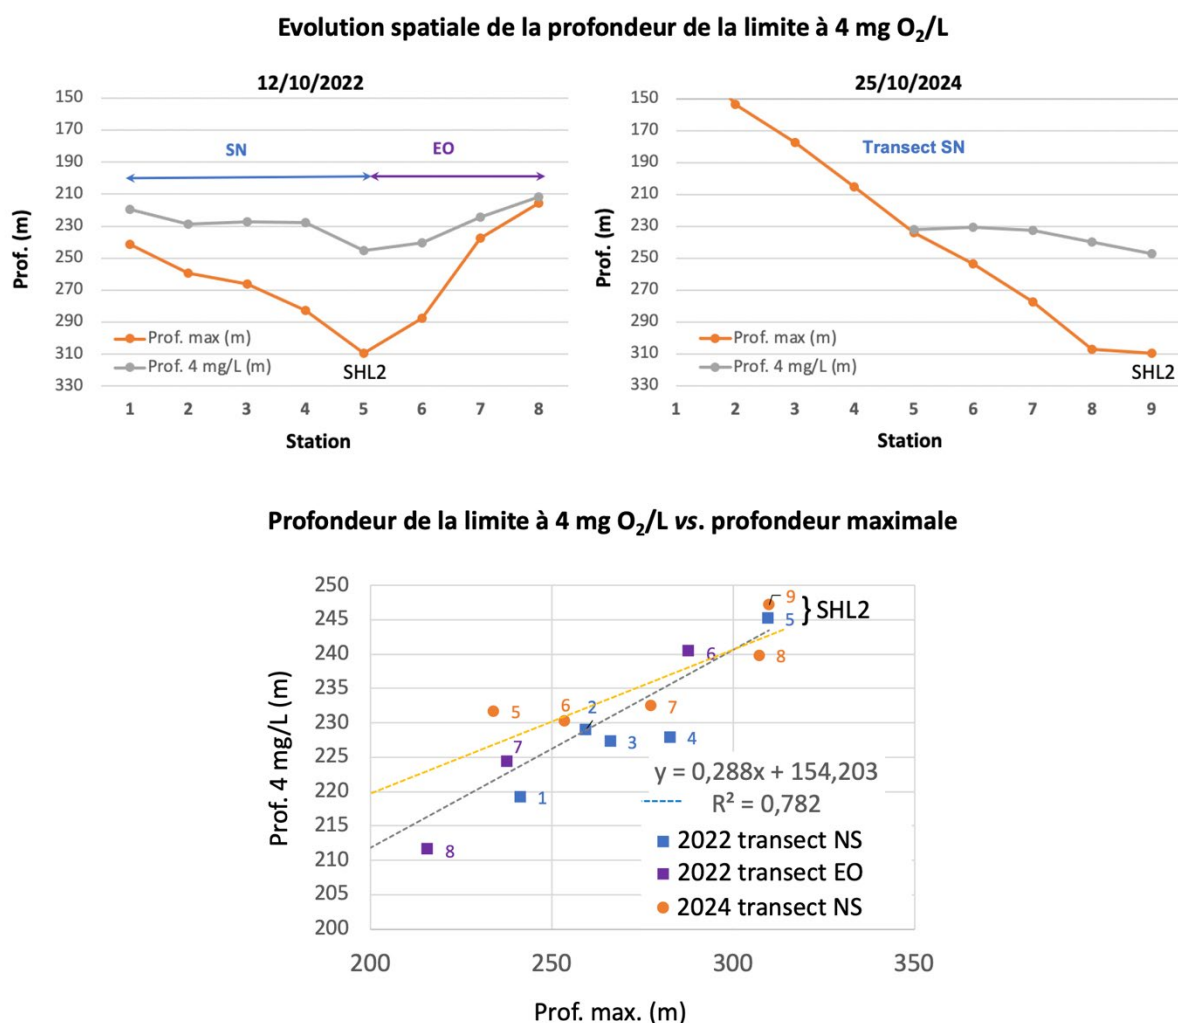 Evolution spatiale de la profondeur de la limite à 4 mg O₂/L
12/10/2022
150
170
190
210
230
250
270
290
310
330
Prof. (m)
SN
EO
Prof. max (m)
Prof. 4 mg/L (m)
SHL2
1 2 3 4 5 6 7 8
Station
25/10/2024
150
170
190
210
230
250
270
290
310
330
Prof. (m)
Transect SN
Prof. max (m)
Prof. 4 mg/L (m)
SHL2
1 2 3 4 5 6 7 8 9
Station
Profondeur de la limite à 4 mg O₂/L vs. profondeur maximale
250
245
240
235
230
225
220
215
210
205
200
Prof. 4 mg/L (m)
9
} SHL2
5
6
8
5
6
2
7
7
3
4
1
8
y = 0,288x + 154,203
R² = 0,782
2022 transect NS
2022 transect EO
2024 transect NS
200 250 300 350
Prof. max. (m)